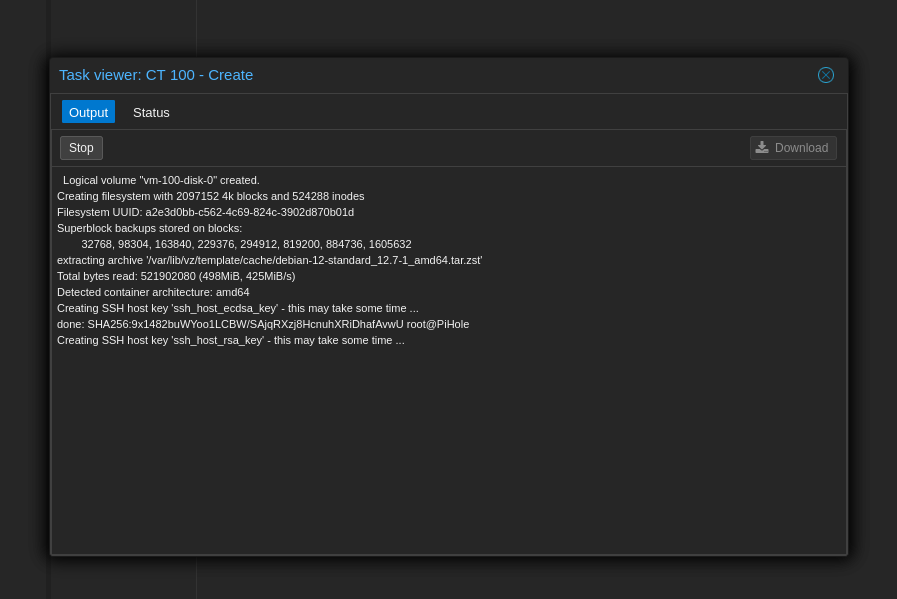 Task viewer: CT 100 - Create
Output Status
Stop Download
Logical volume "vm-100-disk-0" created.
Creating filesystem with 2097152 4k blocks and 524288 inodes
Filesystem UUID: a2e3d0bb-c562-4c69-824c-3902d870b01d
Superblock backups stored on blocks:
32768, 98304, 163840, 229376, 294912, 819200, 884736, 1605632
extracting archive '/var/lib/vz/template/cache/debian-12-standard_12.7-1_amd64.tar.zst'
Total bytes read: 521902080 (498MiB, 425MiB/s)
Detected container architecture: amd64
Creating SSH host key 'ssh_host_ecdsa_key' - this may take some time ...
done: SHA256:9x1482buWYoo1LCBW/SAjqRXzj8HcnuhXRiDhafAvwU root@PiHole
Creating SSH host key 'ssh_host_rsa_key' - this may take some time ...